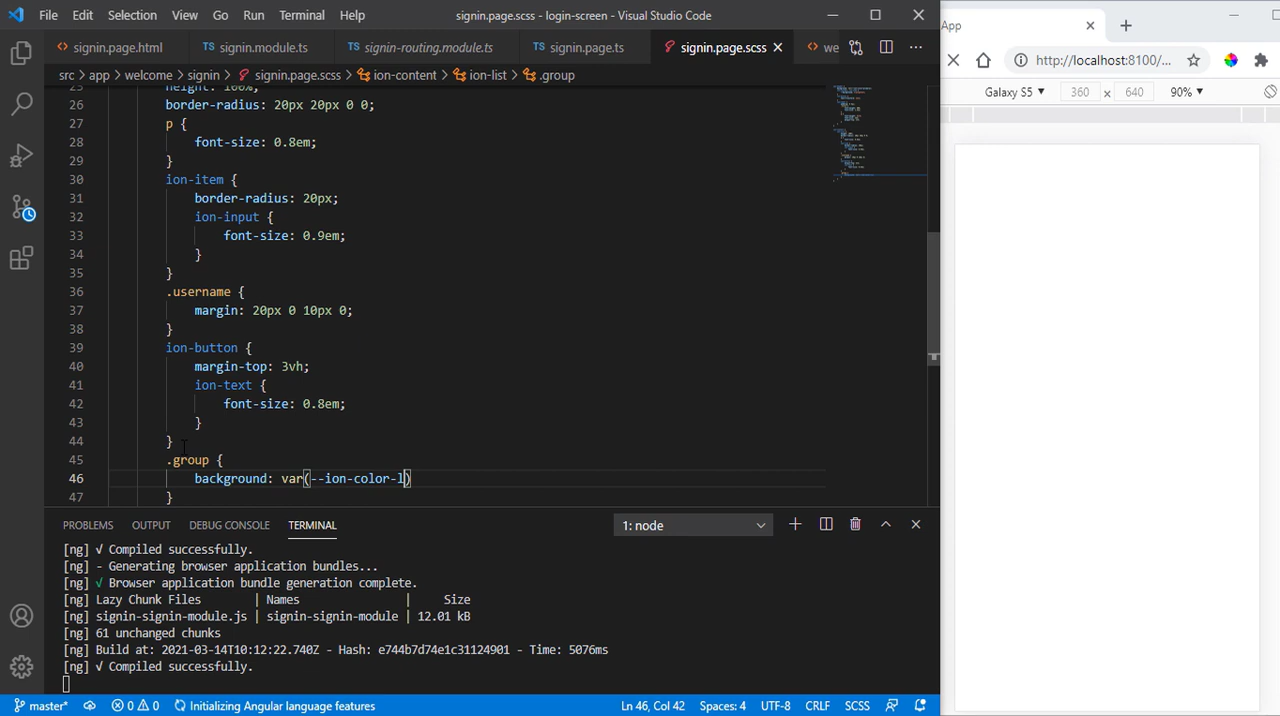 File Edit Selection View Go Run Terminal Help signin.page.scss - login-screen - Visual Studio Code
signin.page.html signin.module.ts signin-routing.module.ts signin.page.ts signin.page.scss we
src > app > welcome > signin > signin.page.scss > ion-content > ion-list > .group
25 height: 100%;
26 border-radius: 20px 20px 0 0;
27 p {
28 font-size: 0.8em;
29 }
30 ion-item {
31 border-radius: 20px;
32 ion-input {
33 font-size: 0.9em;
34 }
35 }
36 .username {
37 margin: 20px 0 10px 0;
38 }
39 ion-button {
40 margin-top: 3vh;
41 ion-text {
42 font-size: 0.8em;
43 }
44 }
45 .group {
46 background: var(--ion-color-l)
47 }
PROBLEMS OUTPUT DEBUG CONSOLE TERMINAL 1: node
[ng] √ Compiled successfully.
[ng] - Generating browser application bundles...
[ng] √ Browser application bundle generation complete.
[ng] Lazy Chunk Files | Names | Size
[ng] signin-signin-module.js | signin-signin-module | 12.01 kB
[ng] 61 unchanged chunks
[ng] Build at: 2021-03-14T10:12:22.740Z - Hash: e744b7d74e1c31124901 - Time: 5076ms
[ng] √ Compiled successfully.
master* 0 0 Initializing Angular language features Ln 46, Col 42 Spaces: 4 UTF-8 CRLF SCSS
App
http://localhost:8100/...
Galaxy S5 360 x 640 90%